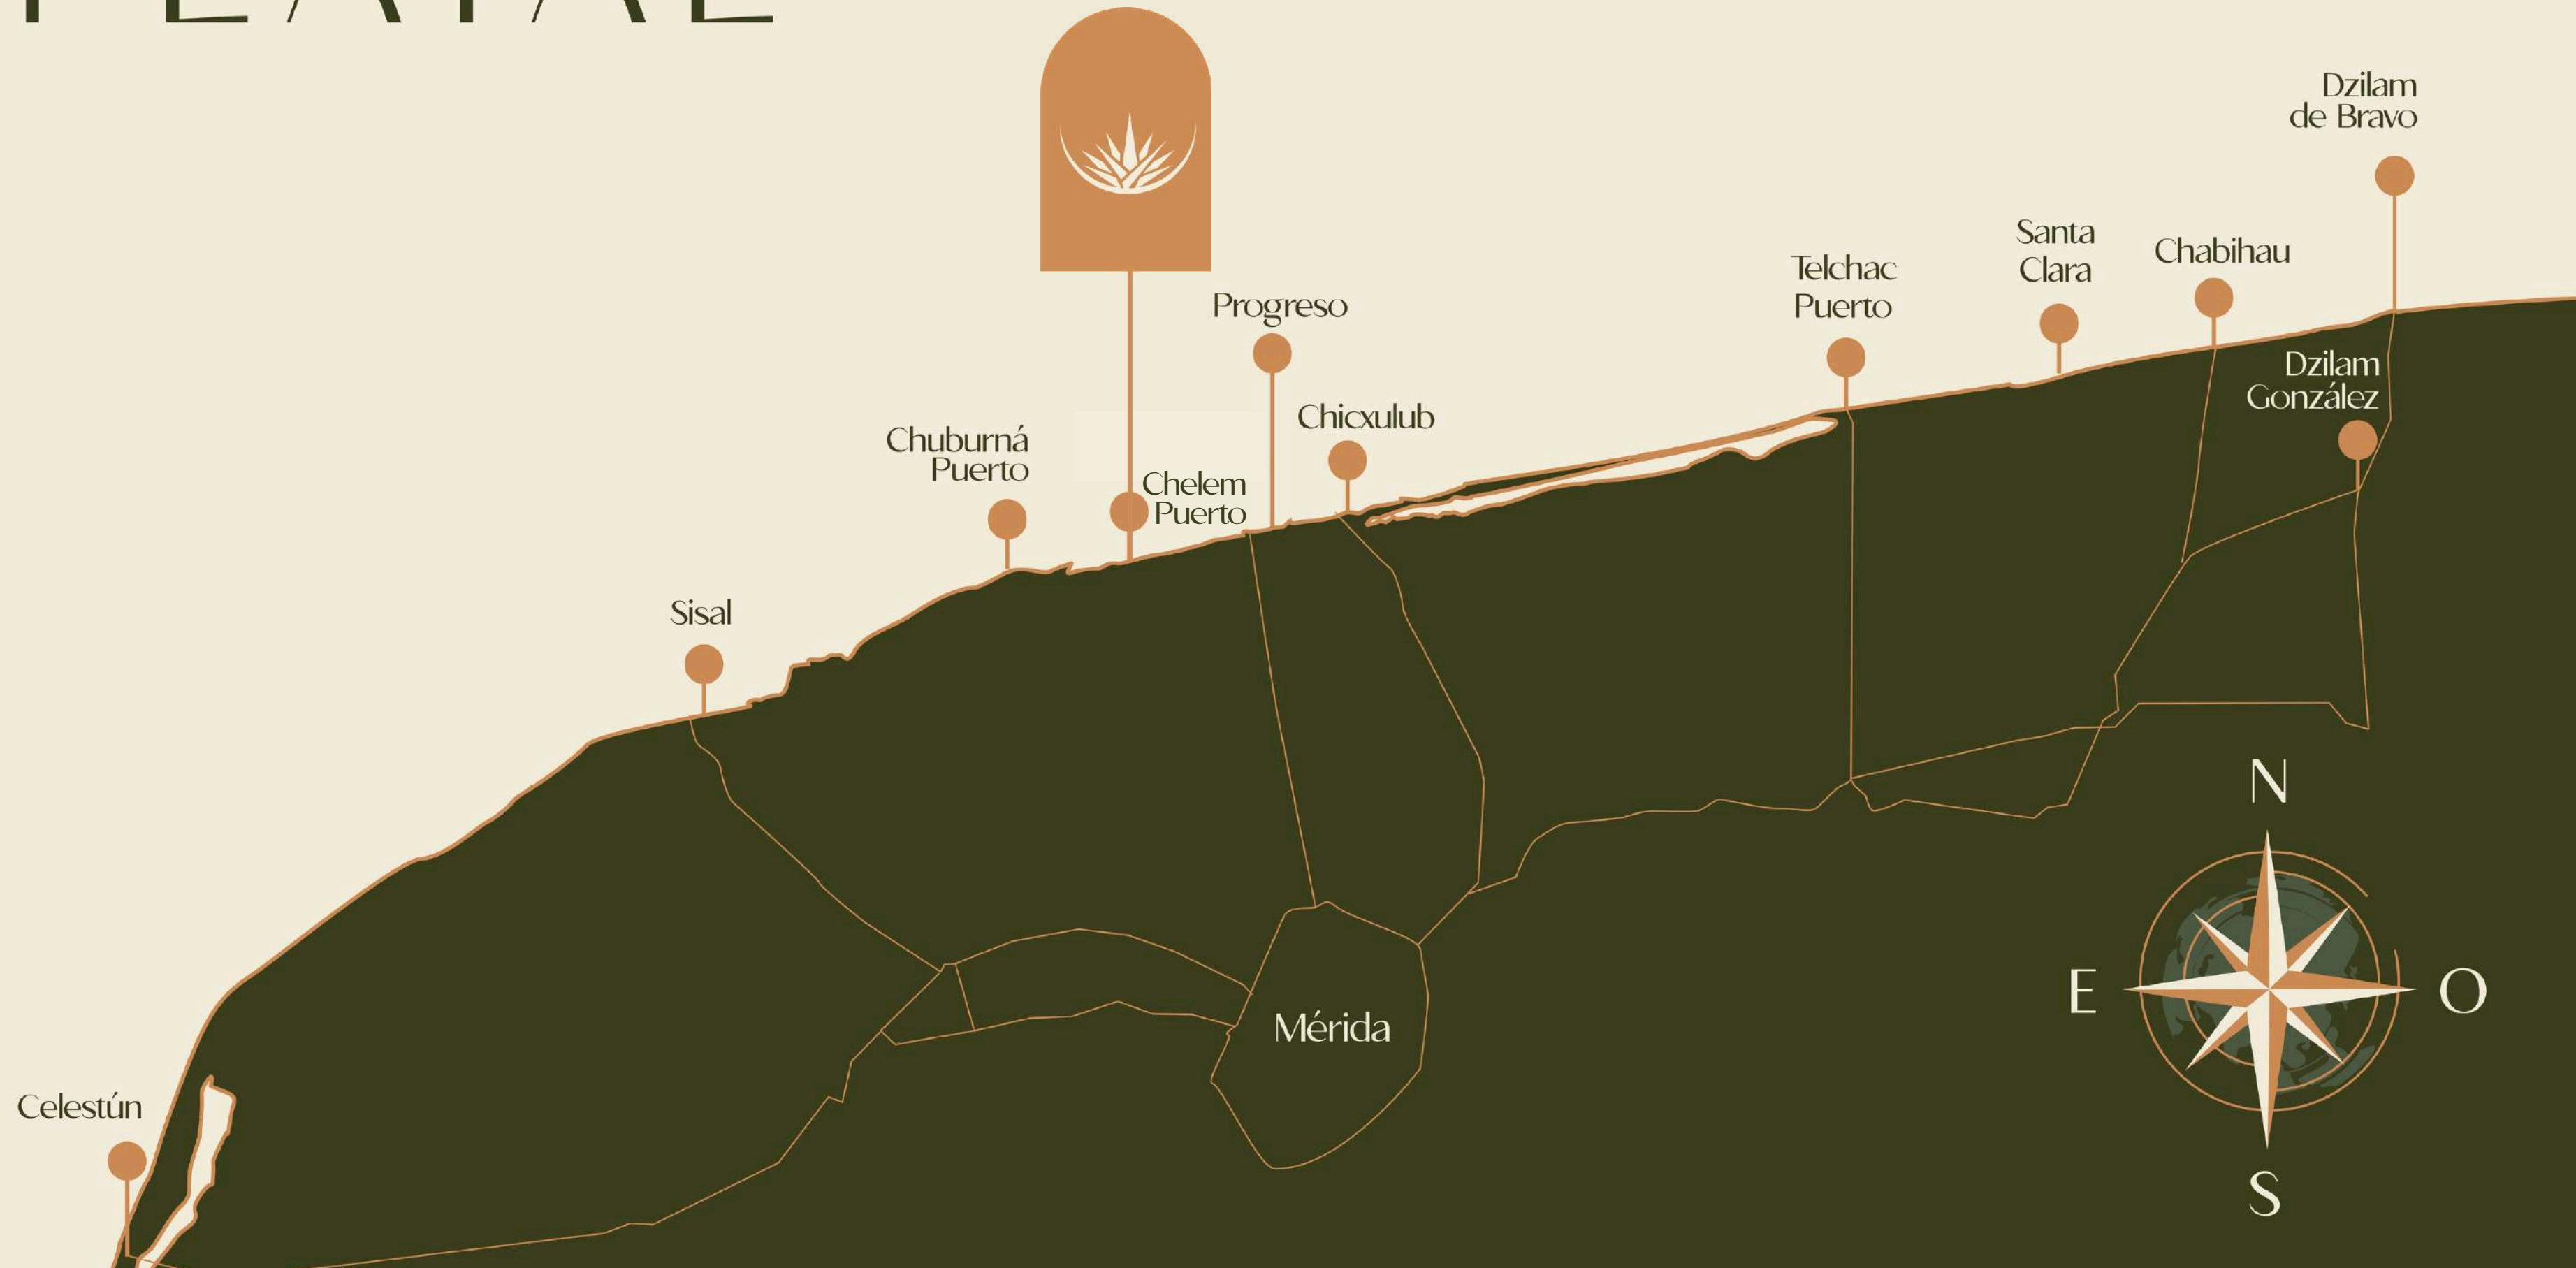 Dzilam
de Bravo
Santa
Clara
Chabihau
Telchac
Puerto
Progreso
Dzilam
González
Chicxulub
Chuburná
Puerto
Chelem
Puerto
Sisal
N
E
O
Mérida
Celestún
S